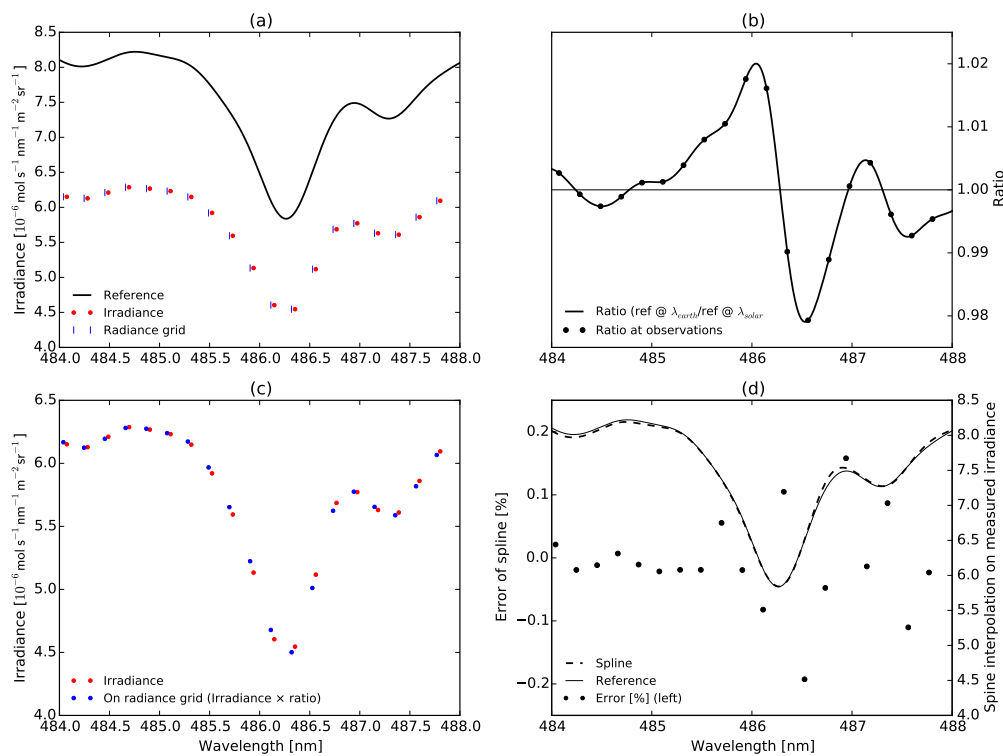 (a)
8.5
8.0
7.5
7.0
6.5
6.0
5.5
5.0
4.5
4.0
Irradiance [10⁻⁶ mol s⁻¹ nm⁻¹ m⁻² sr⁻¹]
Reference
Irradiance
Radiance grid
484.0 484.5 485.0 485.5 486.0 486.5 487.0 487.5 488.0
(b)
1.02
1.01
1.00
0.99
0.98
Ratio
Ratio (ref @ λearth/ref @ λsolar
Ratio at observations
484 485 486 487 488
(c)
6.5
6.0
5.5
5.0
4.5
4.0
Irradiance [10⁻⁶ mol s⁻¹ nm⁻¹ m⁻² sr⁻¹]
Irradiance
On radiance grid (Irradiance × ratio)
484.0 484.5 485.0 485.5 486.0 486.5 487.0 487.5 488.0
Wavelength [nm]
(d)
0.2
0.1
0.0
−0.1
−0.2
Error of spline [%]
8.5
8.0
7.5
7.0
6.5
6.0
5.5
5.0
4.5
4.0
Spine interpolation on measured irradiance
Spline
Reference
Error [%] (left)
484 485 486 487 488
Wavelength [nm]